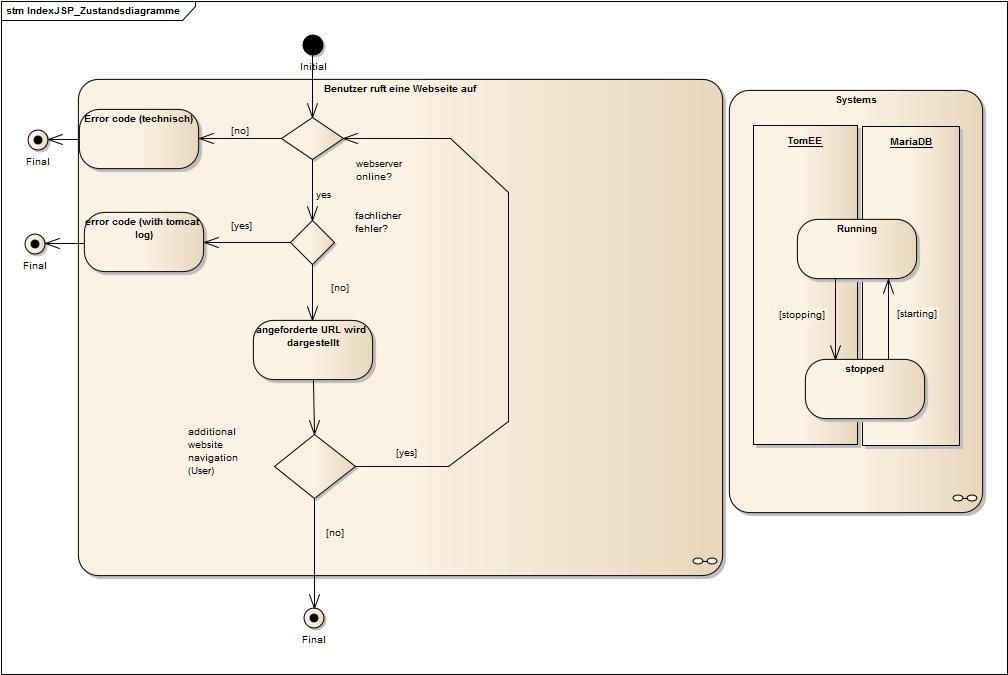 stm IndexJSP_Zustandsdiagramme
Initial
Benutzer ruft eine Webseite auf
Error code (technisch)
[no]
Final
webserver
online?
yes
error code (with tomcat
log)
[yes]
fachlicher
fehler?
Final
[no]
angeforderte URL wird
dargestellt
additional
website
navigation
(User)
[yes]
[no]
Final
Systems
TomEE
MariaDB
Running
[stopping]
[starting]
stopped